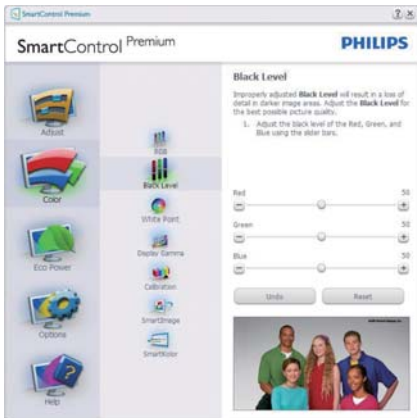 SmartControl Premium
SmartControl Premium
PHILIPS
Adjust
Color
Eco Power
Options
Help
RGB
Black Level
White Point
Display Gamma
Calibration
SmartImage
SmartKolor
Black Level
Improperly adjusted Black Level will result in a loss of
detail in darker image areas. Adjust the Black Level for
the best possible picture quality.
1. Adjust the black level of the Red, Green, and
Blue using the slider bars.
Red 50
Green 50
Blue 50
Undo Reset